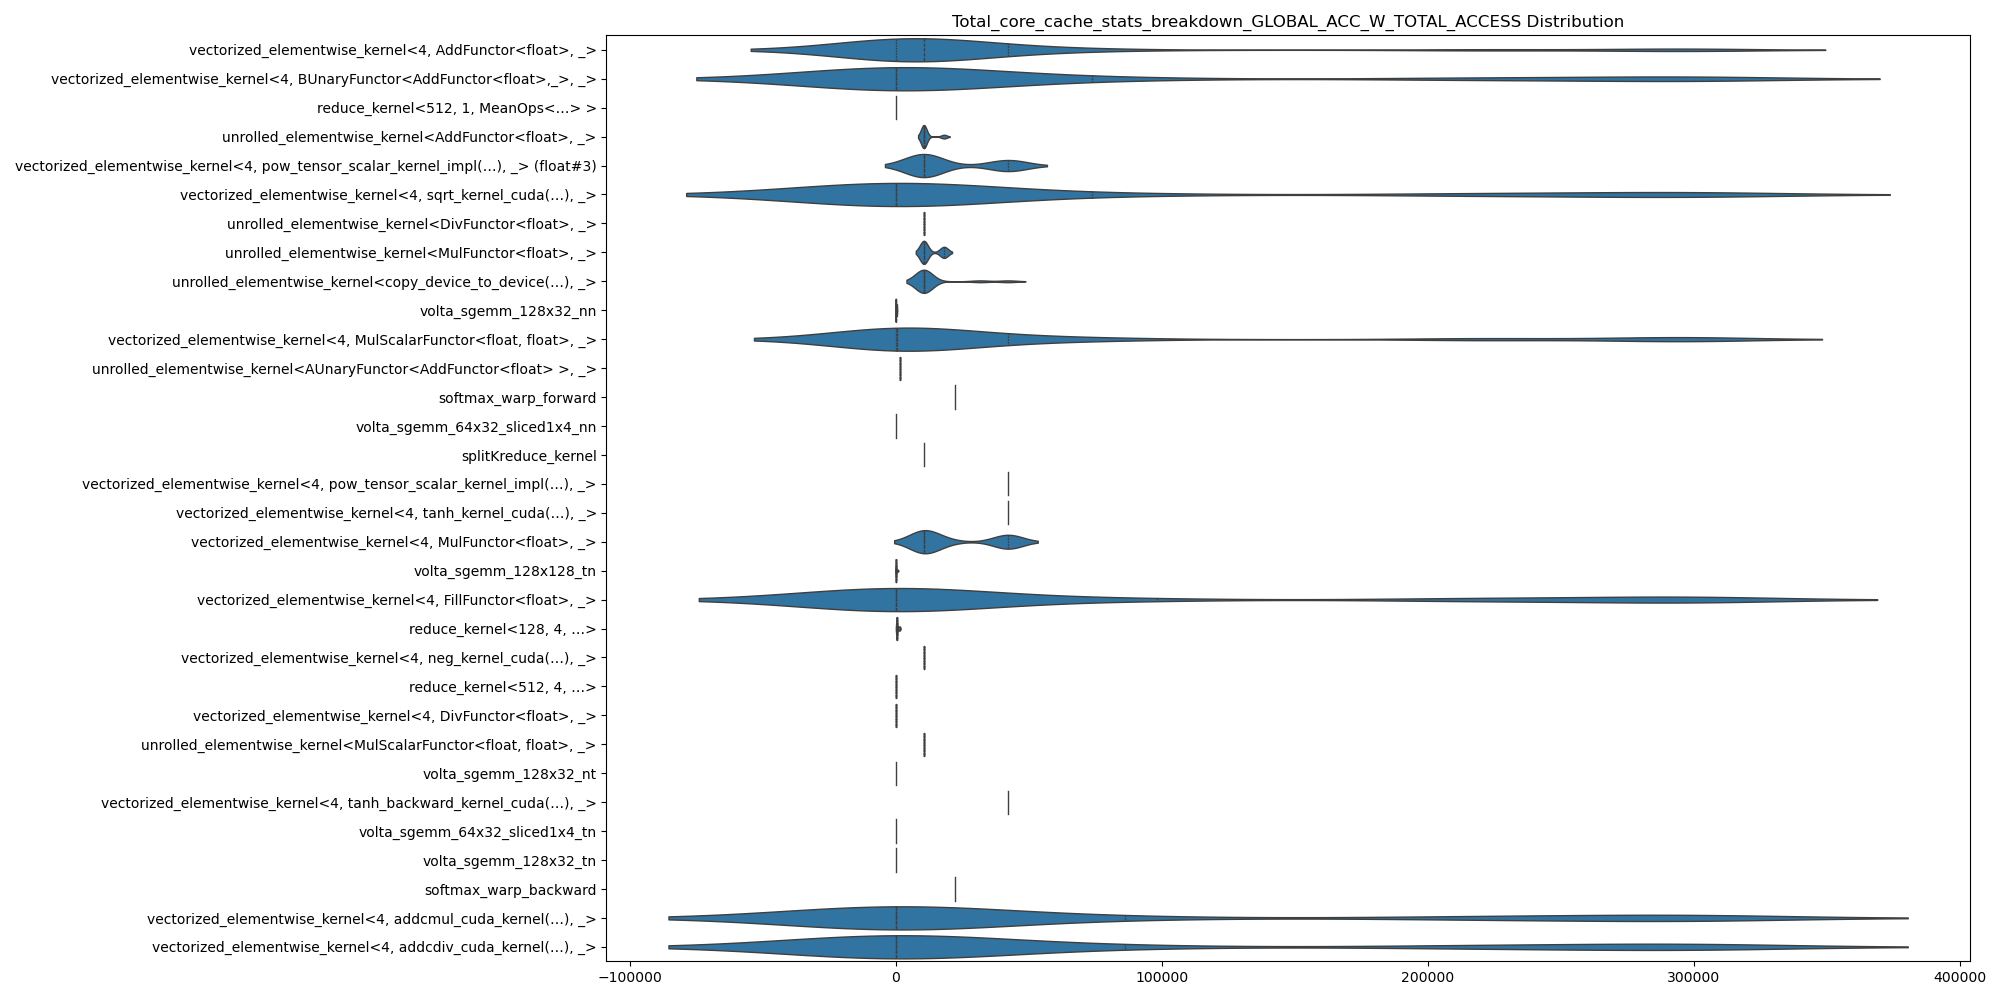 Total_core_cache_stats_breakdown_GLOBAL_ACC_W_TOTAL_ACCESS Distribution
vectorized_elementwise_kernel<4, AddFunctor<float>, _>
vectorized_elementwise_kernel<4, BUnaryFunctor<AddFunctor<float>,_>, _>
reduce_kernel<512, 1, MeanOps<...> >
unrolled_elementwise_kernel<AddFunctor<float>, _>
vectorized_elementwise_kernel<4, pow_tensor_scalar_kernel_impl(...), _> (float#3)
vectorized_elementwise_kernel<4, sqrt_kernel_cuda(...), _>
unrolled_elementwise_kernel<DivFunctor<float>, _>
unrolled_elementwise_kernel<MulFunctor<float>, _>
unrolled_elementwise_kernel<copy_device_to_device(...), _>
volta_sgemm_128x32_nn
vectorized_elementwise_kernel<4, MulScalarFunctor<float, float>, _>
unrolled_elementwise_kernel<AUnaryFunctor<AddFunctor<float> >, _>
softmax_warp_forward
volta_sgemm_64x32_sliced1x4_nn
splitKreduce_kernel
vectorized_elementwise_kernel<4, pow_tensor_scalar_kernel_impl(...), _>
vectorized_elementwise_kernel<4, tanh_kernel_cuda(...), _>
vectorized_elementwise_kernel<4, MulFunctor<float>, _>
volta_sgemm_128x128_tn
vectorized_elementwise_kernel<4, FillFunctor<float>, _>
reduce_kernel<128, 4, ...>
vectorized_elementwise_kernel<4, neg_kernel_cuda(...), _>
reduce_kernel<512, 4, ...>
vectorized_elementwise_kernel<4, DivFunctor<float>, _>
unrolled_elementwise_kernel<MulScalarFunctor<float, float>, _>
volta_sgemm_128x32_nt
vectorized_elementwise_kernel<4, tanh_backward_kernel_cuda(...), _>
volta_sgemm_64x32_sliced1x4_tn
volta_sgemm_128x32_tn
softmax_warp_backward
vectorized_elementwise_kernel<4, addcmul_cuda_kernel(...), _>
vectorized_elementwise_kernel<4, addcdiv_cuda_kernel(...), _>
−100000 0 100000 200000 300000 400000